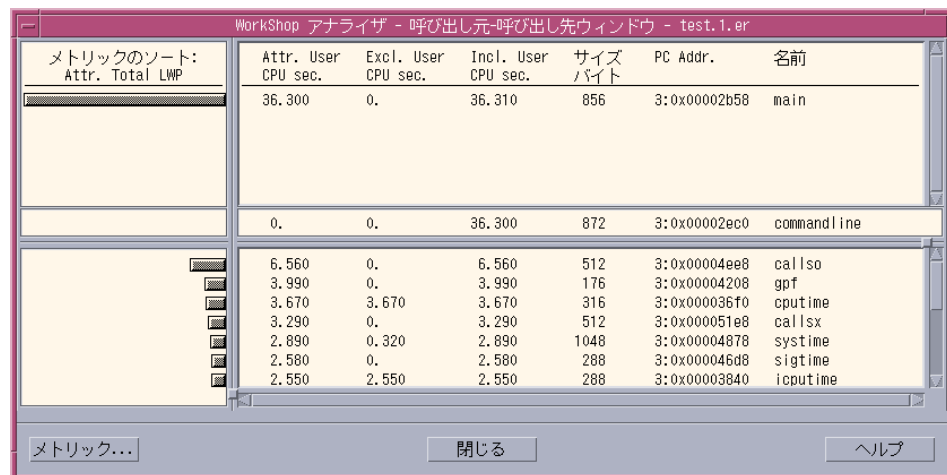 WorkShop アナライザ - 呼び出し元-呼び出し先ウィンドウ - test.1.er
メトリックのソート:
Attr. Total LWP
Attr. User Excl. User Incl. User サイズ PC Addr. 名前
CPU sec. CPU sec. CPU sec. バイト
36.300 0. 36.310 856 3:0x00002b58 main
0. 0. 36.300 872 3:0x00002ec0 commandline
6.560 0. 6.560 512 3:0x00004ee8 callso
3.990 0. 3.990 176 3:0x00004208 gpf
3.670 3.670 3.670 316 3:0x000036f0 cputime
3.290 0. 3.290 512 3:0x000051e8 callsx
2.890 0.320 2.890 1048 3:0x00004878 systime
2.580 0. 2.580 288 3:0x000046d8 sigtime
2.550 2.550 2.550 288 3:0x00003840 icputime
メトリック... 閉じる ヘルプ